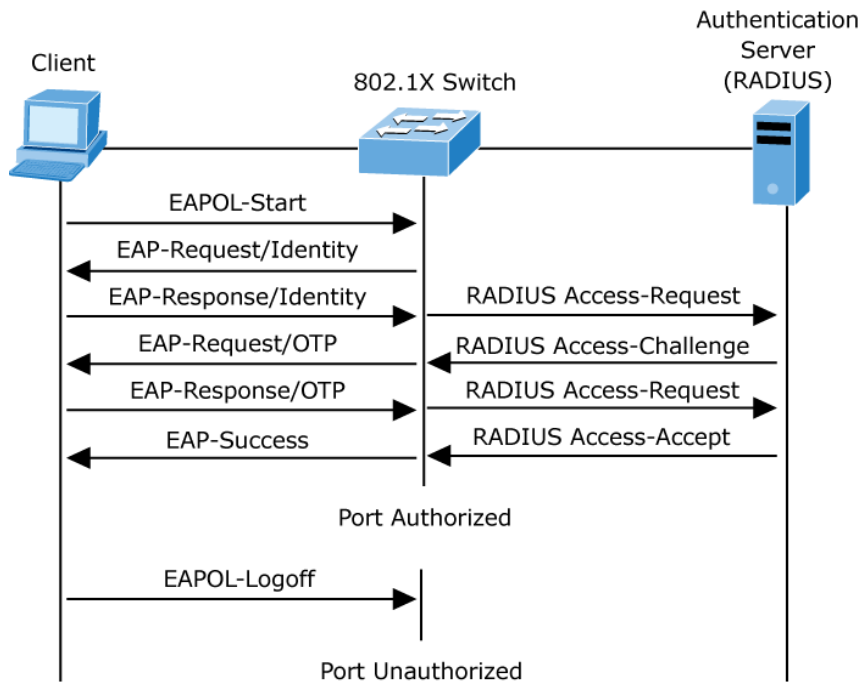 Authentication
Server
(RADIUS)
Client
802.1X Switch
EAPOL-Start
EAP-Request/Identity
EAP-Response/Identity
RADIUS Access-Request
EAP-Request/OTP
RADIUS Access-Challenge
EAP-Response/OTP
RADIUS Access-Request
EAP-Success
RADIUS Access-Accept
Port Authorized
EAPOL-Logoff
Port Unauthorized